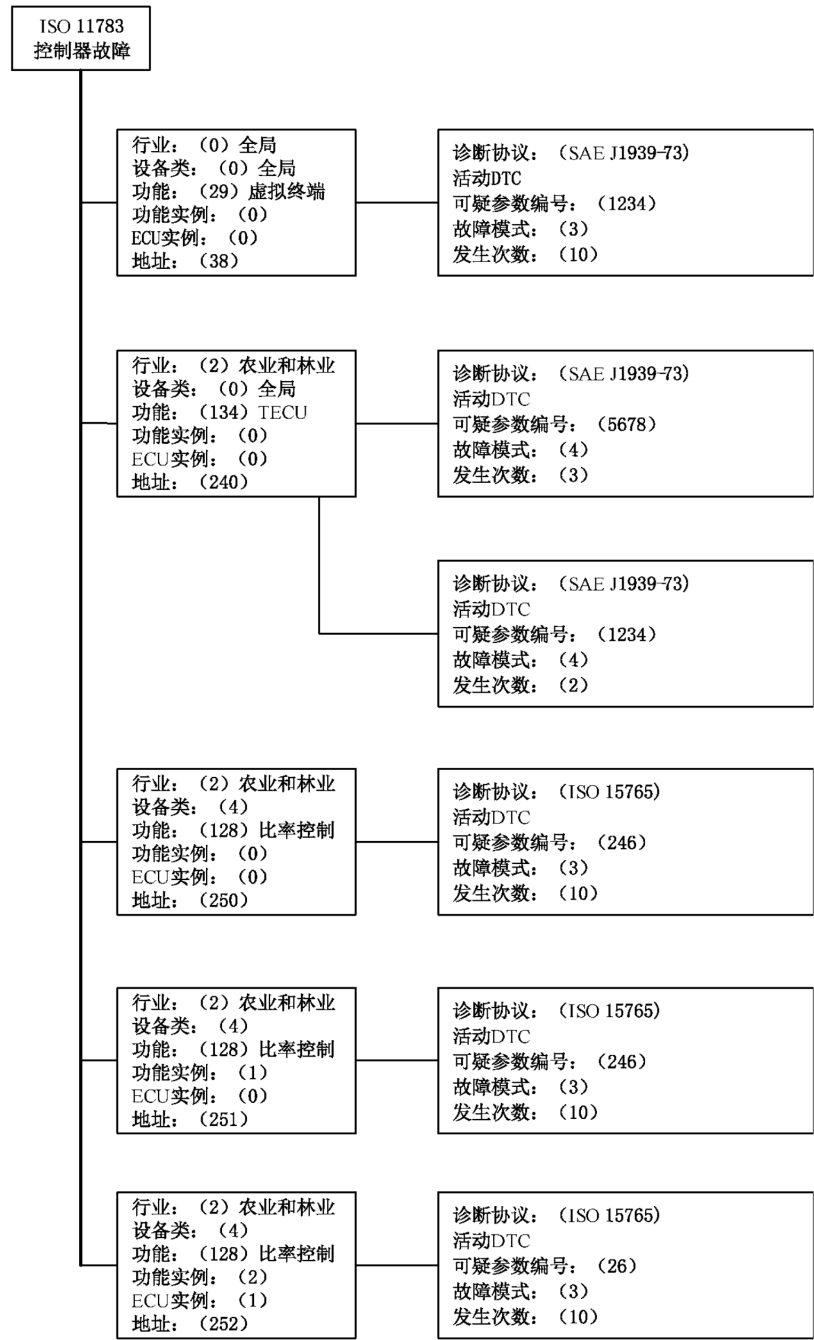 ISO 11783
控制器故障
行业：（0）全局
设备类：（0）全局
功能：（29）虚拟终端
功能实例：（0）
ECU实例：（0）
地址：（38）
诊断协议：（SAE J1939-73）
活动DTC
可疑参数编号：（1234）
故障模式：（3）
发生次数：（10）
行业：（2）农业和林业
设备类：（0）全局
功能：（134）TECU
功能实例：（0）
ECU实例：（0）
地址：（240）
诊断协议：（SAE J1939-73）
活动DTC
可疑参数编号：（5678）
故障模式：（4）
发生次数：（3）
诊断协议：（SAE J1939-73）
活动DTC
可疑参数编号：（1234）
故障模式：（4）
发生次数：（2）
行业：（2）农业和林业
设备类：（4）
功能：（128）比率控制
功能实例：（0）
ECU实例：（0）
地址：（250）
诊断协议：（ISO 15765）
活动DTC
可疑参数编号：（246）
故障模式：（3）
发生次数：（10）
行业：（2）农业和林业
设备类：（4）
功能：（128）比率控制
功能实例：（1）
ECU实例：（0）
地址：（251）
诊断协议：（ISO 15765）
活动DTC
可疑参数编号：（246）
故障模式：（3）
发生次数：（10）
行业：（2）农业和林业
设备类：（4）
功能：（128）比率控制
功能实例：（2）
ECU实例：（1）
地址：（252）
诊断协议：（ISO 15765）
活动DTC
可疑参数编号：（26）
故障模式：（3）
发生次数：（10）